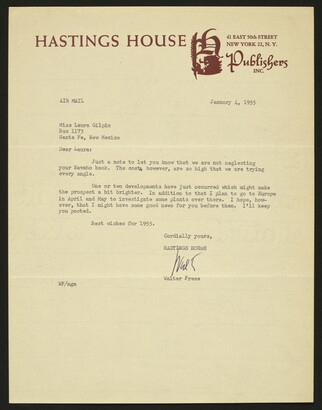 HASTINGS HOUSE
41 EAST 50th STREET
NEW YORK 22, N. Y.
Publishers
INC.
AIR MAIL
January 4, 1955
Miss Laura Gilpin
Box 1173
Santa Fe, New Mexico
Dear Laura:
Just a note to let you know that we are not neglecting
your Navaho book. The cost, however, are so high that we are trying
every angle.
One or two developments have just occurred which might make
the prospect a bit brighter. In addition to that I plan to go to Europe
in April and May to investigate some plants over there. I hope, how-
ever, that I might have some good news for you before then. I'll keep
you posted.
Best wishes for 1955.
Cordially yours,
HASTINGS HOUSE
Walt
Walter Frese
WF/mgm